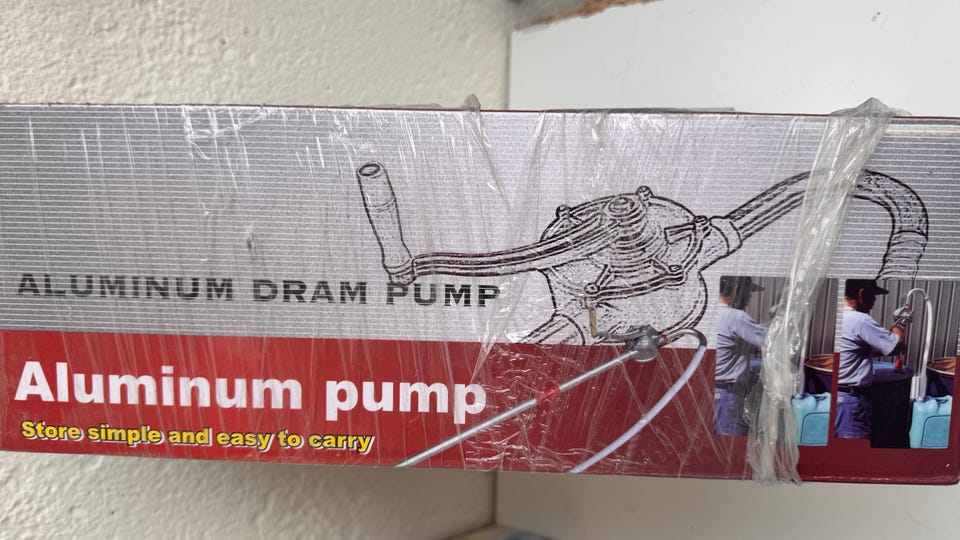 ALUMINUM DRAM PUMP
Aluminum pump
Store simple and easy to carry